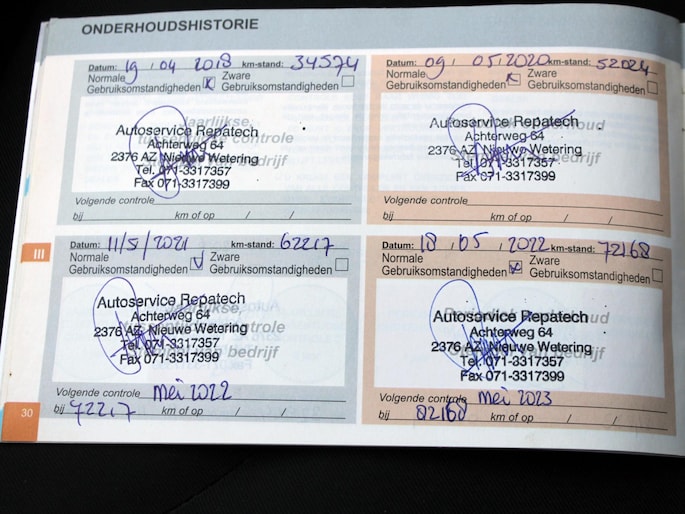 ONDERHOUDSHISTORIE
Datum: 19 / 04 2018 km-stand: 34574
Normale Gebruiksomstandigheden x Zware Gebruiksomstandigheden
Autoservice Repatech
Achterweg 64
2376 AZ Nieuwe Wetering
Tel. 071-3317357
Fax 071-3317399
Volgende controle
bij km of op / /
Datum: 09 / 05/2020 km-stand: 52024
Normale Gebruiksomstandigheden x Zware Gebruiksomstandigheden
Autoservice Repatech
Achterweg 64
2376 AZ Nieuwe Wetering
Tel. 071-3317357
Fax 071-3317399
Volgende controle
bij km of op / /
III
Datum: 11/5/2021 km-stand: 62217
Normale Gebruiksomstandigheden V Zware Gebruiksomstandigheden
Autoservice Repatech
Achterweg 64
2376 AZ Nieuwe Wetering
Tel. 071-3317357
Fax 071-3317399
Volgende controle mei 2022
bij 72217 km of op / /
Datum: 18 / 05 / 2022 km-stand: 72168
Normale Gebruiksomstandigheden x Zware Gebruiksomstandigheden
Autoservice Repatech
Achterweg 64
2376 AZ Nieuwe Wetering
Tel. 071-3317357
Fax 071-3317399
Volgende controle mei 2023
bij 82168 km of op / /
30